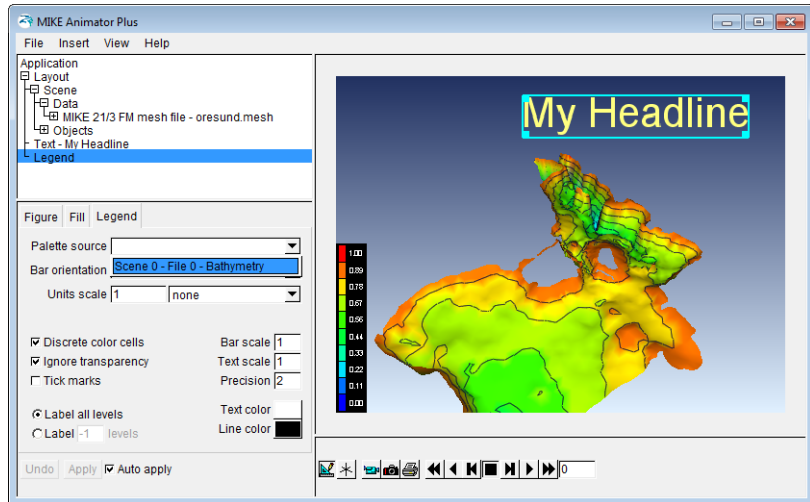 MIKE Animator Plus
File Insert View Help
Application
Layout
Scene
Data
MIKE 21/3 FM mesh file - oresund.mesh
Objects
Text - My Headline
Legend
Figure Fill Legend
Palette source
Bar orientation
Scene 0 - File 0 - Bathymetry
Units scale 1 none
Discrete color cells Bar scale 1
Ignore transparency Text scale 1
Tick marks Precision 2
Label all levels Text color
Label -1 levels Line color
Undo Apply Auto apply
My Headline
1.00
0.89
0.78
0.67
0.56
0.44
0.33
0.22
0.11
0.00
0